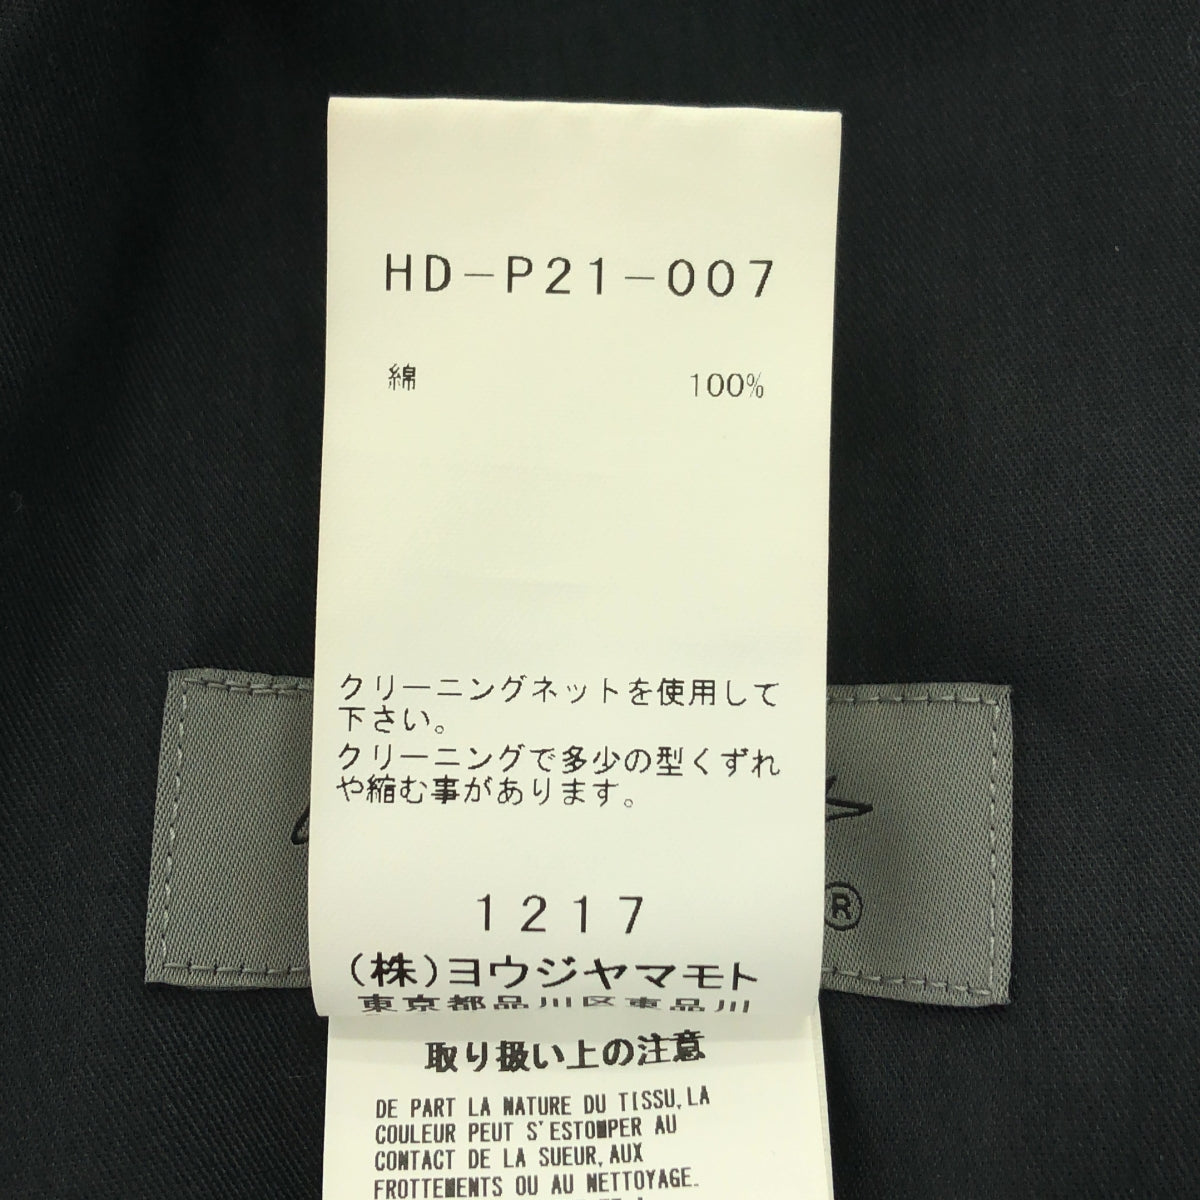 HD-P21-007
綿 100%
クリーニングネットを使用して
下さい。
クリーニングで多少の型くずれ
や縮む事があります。
1217
(株)ヨウジヤマモト
東京都品川区東品川
®
取り扱い上の注意
DE PART LA NATURE DU TISSU, LA
COULEUR PEUT S'ESTOMPER AU
CONTACT DE LA SUEUR, AUX
FROTTEMENTS OU AU NETTOYAGE.